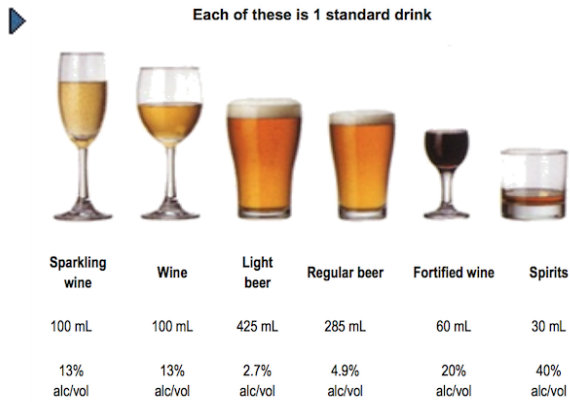 Each of these is 1 standard drink
Sparkling wine
Wine
Light beer
Regular beer
Fortified wine
Spirits
100 mL
100 mL
425 mL
285 mL
60 mL
30 mL
13% alc/vol
13% alc/vol
2.7% alc/vol
4.9% alc/vol
20% alc/vol
40% alc/vol